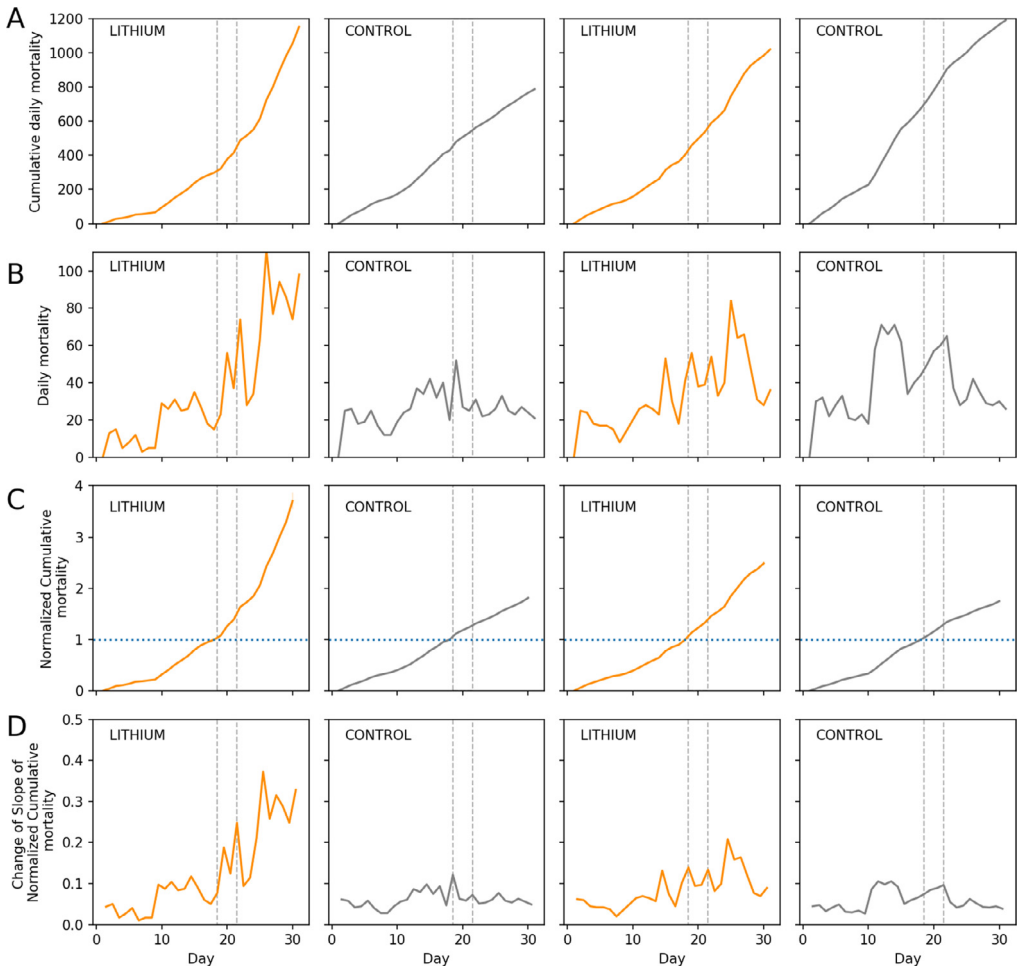 A
LITHIUM
CONTROL
LITHIUM
CONTROL
Cumulative daily mortality
1200
1000
800
600
400
200
0
B
LITHIUM
CONTROL
LITHIUM
CONTROL
Daily mortality
100
80
60
40
20
0
C
LITHIUM
CONTROL
LITHIUM
CONTROL
Normalized Cumulative
mortality
4
3
2
1
0
D
LITHIUM
CONTROL
LITHIUM
CONTROL
Change of Slope of
Normalized Cumulative
mortality
0.5
0.4
0.3
0.2
0.1
0.0
0 10 20 30
0 10 20 30
0 10 20 30
0 10 20 30
Day
Day
Day
Day